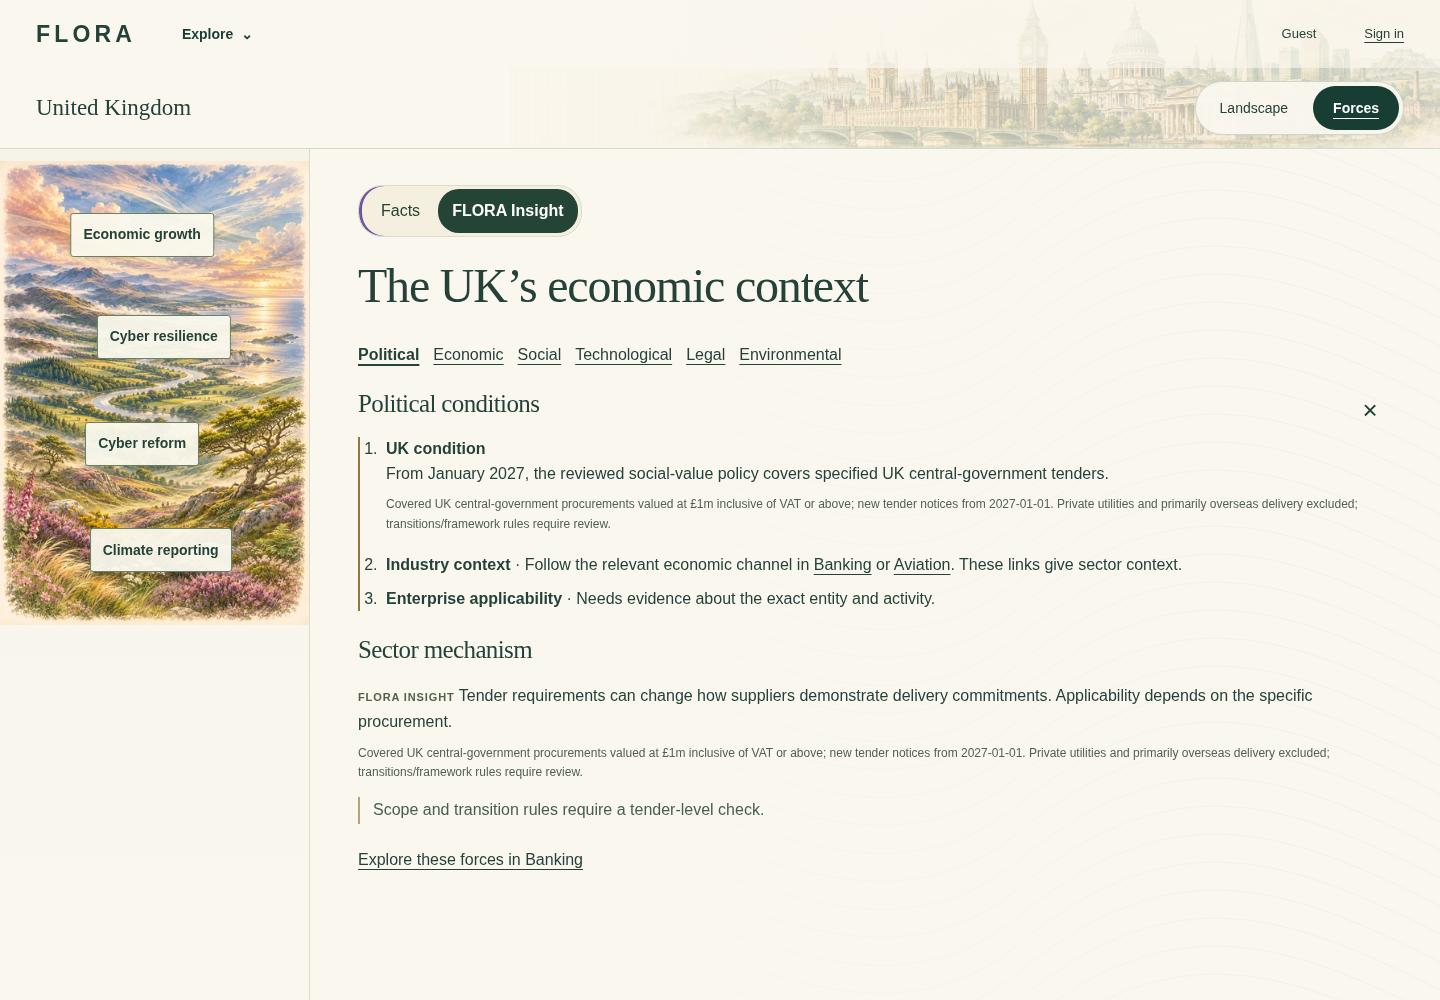 FLORA
Explore
Guest
Sign in
United Kingdom
Landscape
Forces
Economic growth
Cyber resilience
Cyber reform
Climate reporting
Facts
FLORA Insight
The UK’s economic context
Political Economic Social Technological Legal Environmental
Political conditions
×
1. UK condition
From January 2027, the reviewed social-value policy covers specified UK central-government tenders.
Covered UK central-government procurements valued at £1m inclusive of VAT or above; new tender notices from 2027-01-01. Private utilities and primarily overseas delivery excluded;
transitions/framework rules require review.
2. Industry context · Follow the relevant economic channel in Banking or Aviation. These links give sector context.
3. Enterprise applicability · Needs evidence about the exact entity and activity.
Sector mechanism
FLORA INSIGHT Tender requirements can change how suppliers demonstrate delivery commitments. Applicability depends on the specific
procurement.
Covered UK central-government procurements valued at £1m inclusive of VAT or above; new tender notices from 2027-01-01. Private utilities and primarily overseas delivery excluded;
transitions/framework rules require review.
Scope and transition rules require a tender-level check.
Explore these forces in Banking